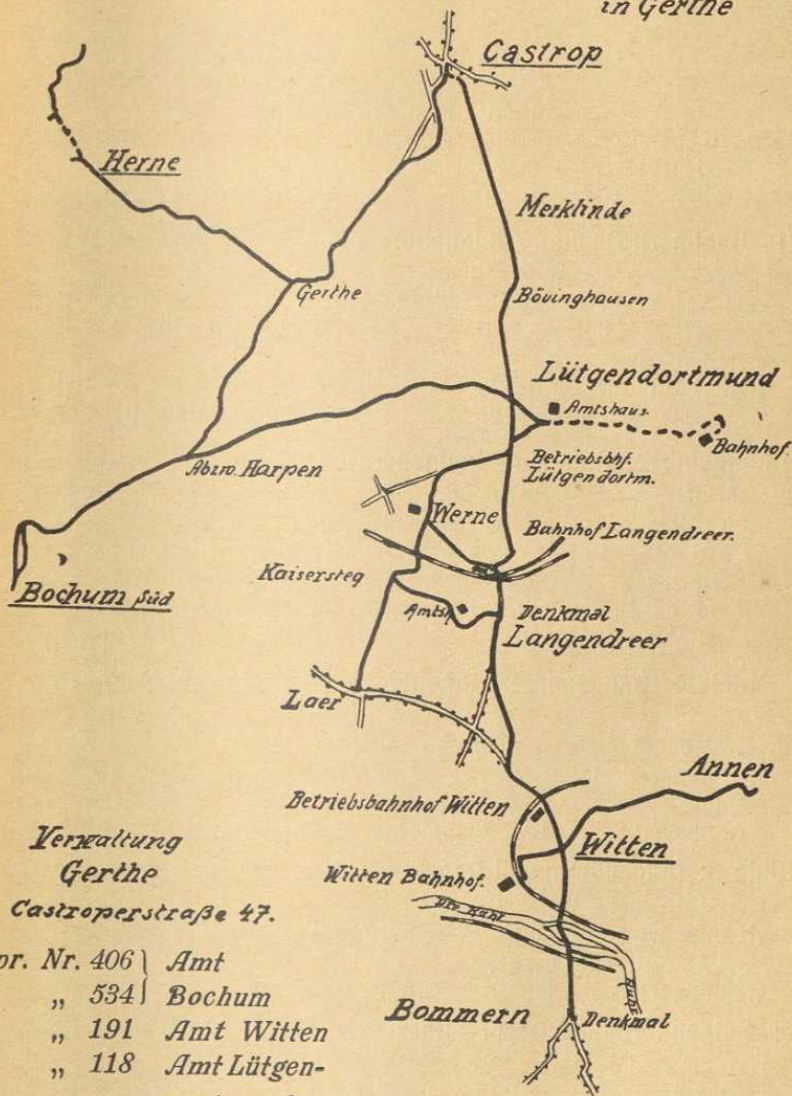 in Gerthe
Castrop
Herne
Merklinde
Gerthe
Bövinghausen
Lütgendortmund
Amtshaus.
Bahnhof
Abzw. Harpen
Betriebsbhf.
Lütgendortm.
Werne
Bahnhof Langendreer.
Kaisersteg
Bochum Süd
Amtsh.
Denkmal
Langendreer
Laer
Annen
Betriebsbahnhof Witten
Witten
Witten Bahnhof.
Ruhr
Bommern
Denkmal
Verwaltung
Gerthe
Castroperstraße 47.
pr. Nr. 406 } Amt
„ 534 } Bochum
„ 191 Amt Witten
„ 118 Amt Lütgen-